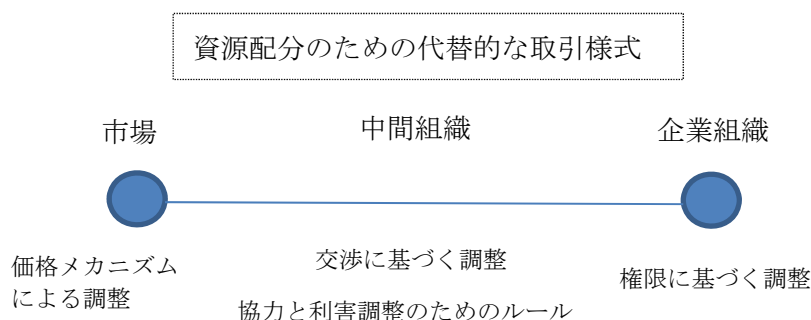 資源配分のための代替的な取引様式
市場
中間組織
企業組織
価格メカニズム
による調整
交渉に基づく調整
協力と利害調整のためのルール
権限に基づく調整